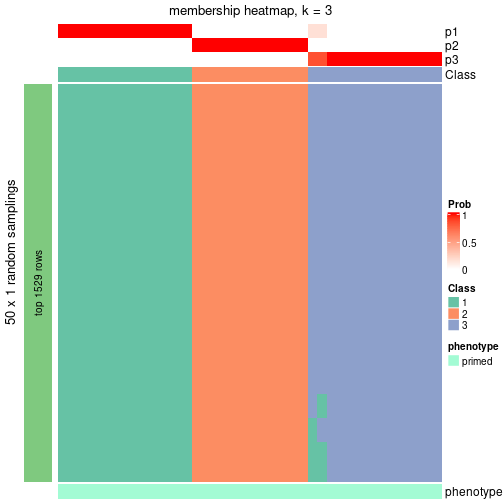 membership heatmap, k = 3
p1
p2
p3
Class
50 x 1 random samplings
top 1529 rows
Prob
1
0.5
0
Class
1
2
3
phenotype
primed
phenotype